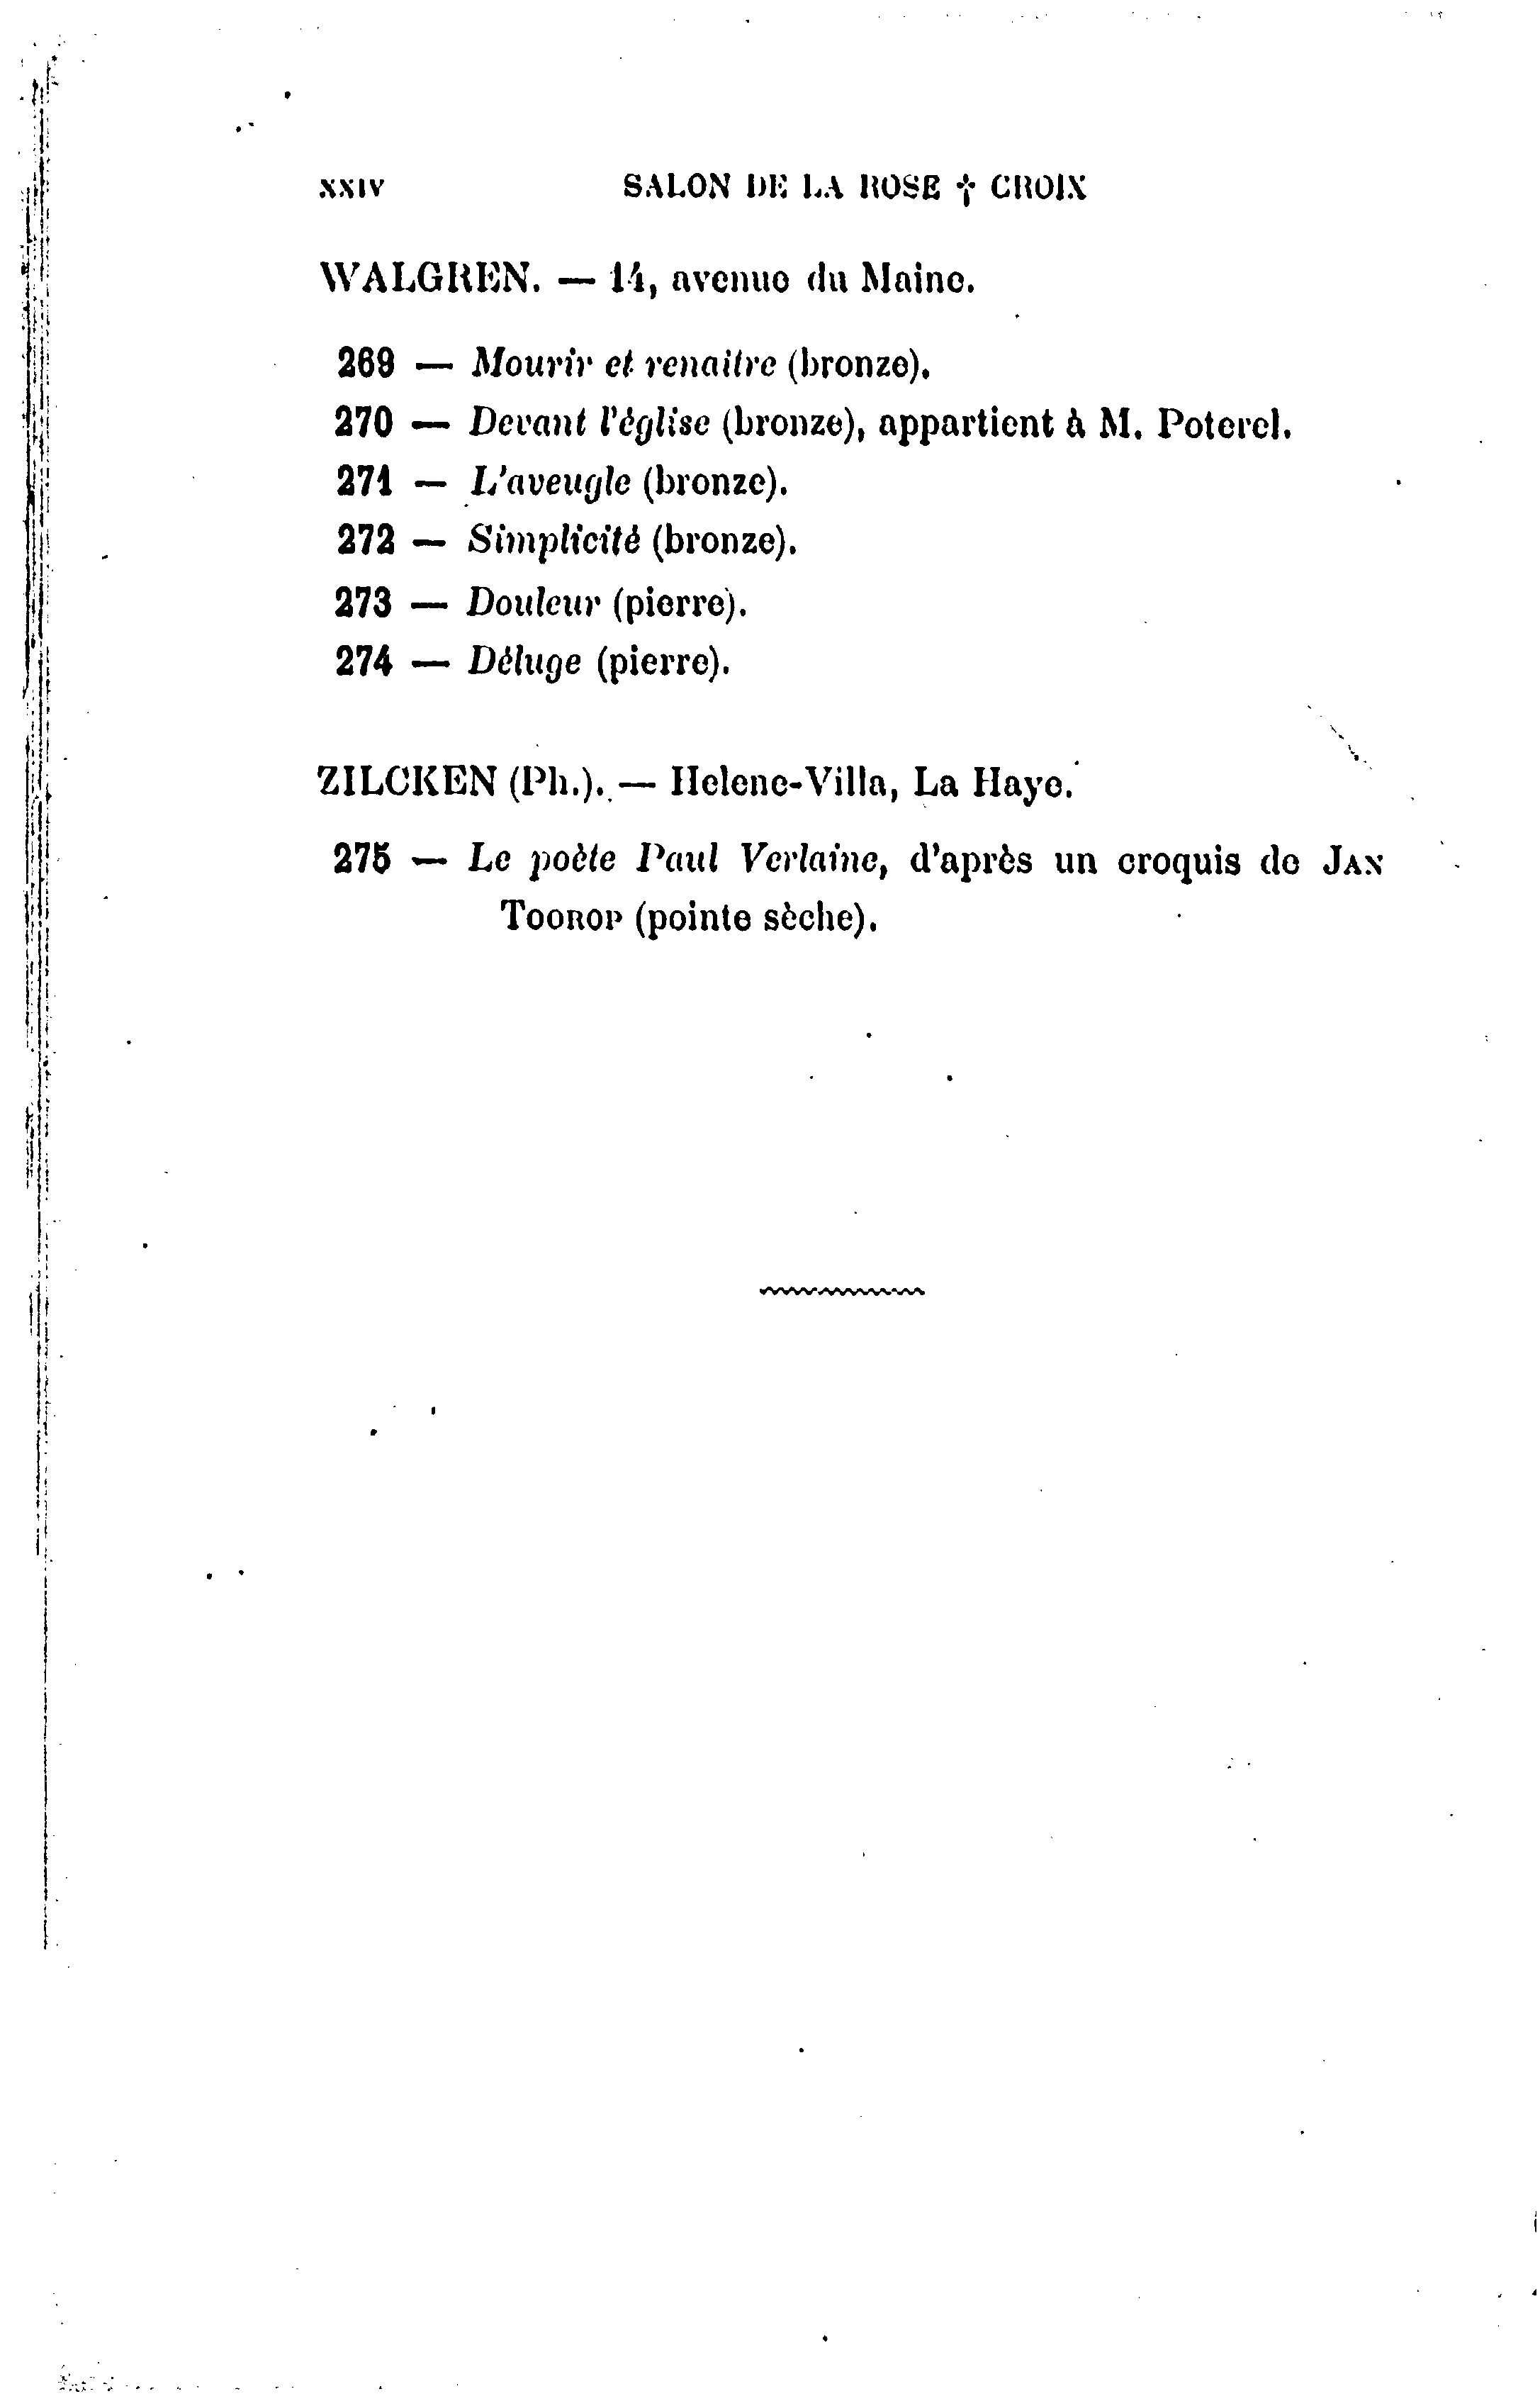 XXIV SALON DE LA ROSE † CROIX
WALGREN. — 14, avenue du Maine.
269 — Mourir et renaitre (bronze).
270 — Devant l'église (bronze), appartient à M. Poterel.
271 — L'aveugle (bronze).
272 — Simplicité (bronze).
273 — Douleur (pierre).
274 — Déluge (pierre).
ZILCKEN (Ph.). — Helene-Villa, La Haye.
275 — Le poète Paul Verlaine, d'après un croquis de JAN
TOOROP (pointe sèche).